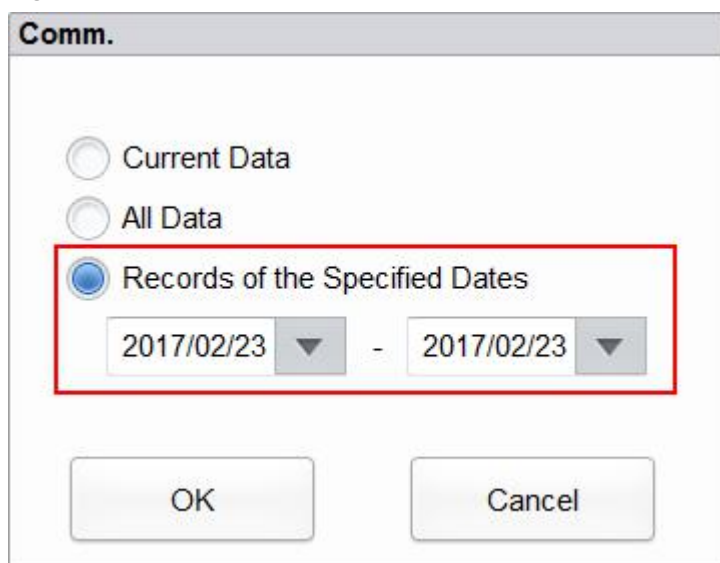 Comm.
Current Data
All Data
Records of the Specified Dates
2017/02/23 - 2017/02/23
OK Cancel